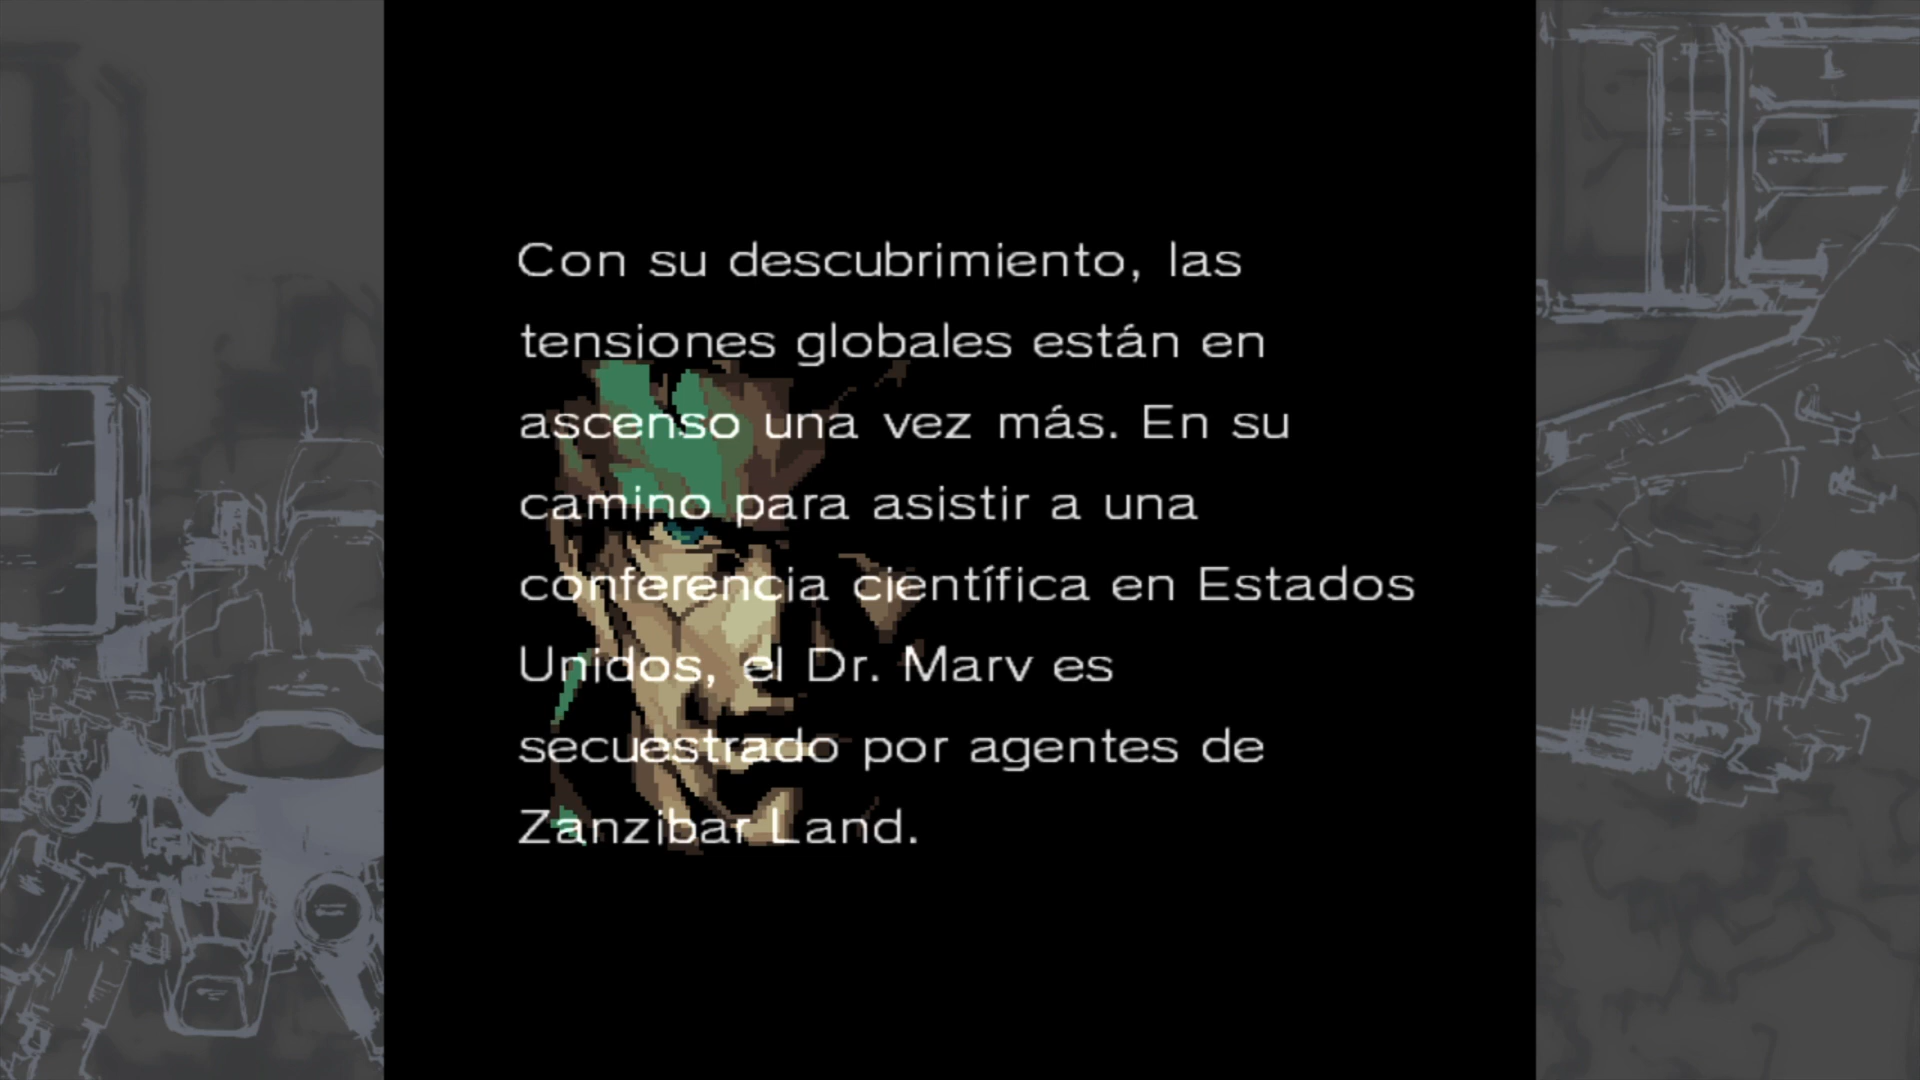 Con su descubrimiento, las
tensiones globales están en
ascenso una vez más. En su
camino para asistir a una
conferencia científica en Estados
Unidos, el Dr. Marv es
secuestrado por agentes de
Zanzibar Land.